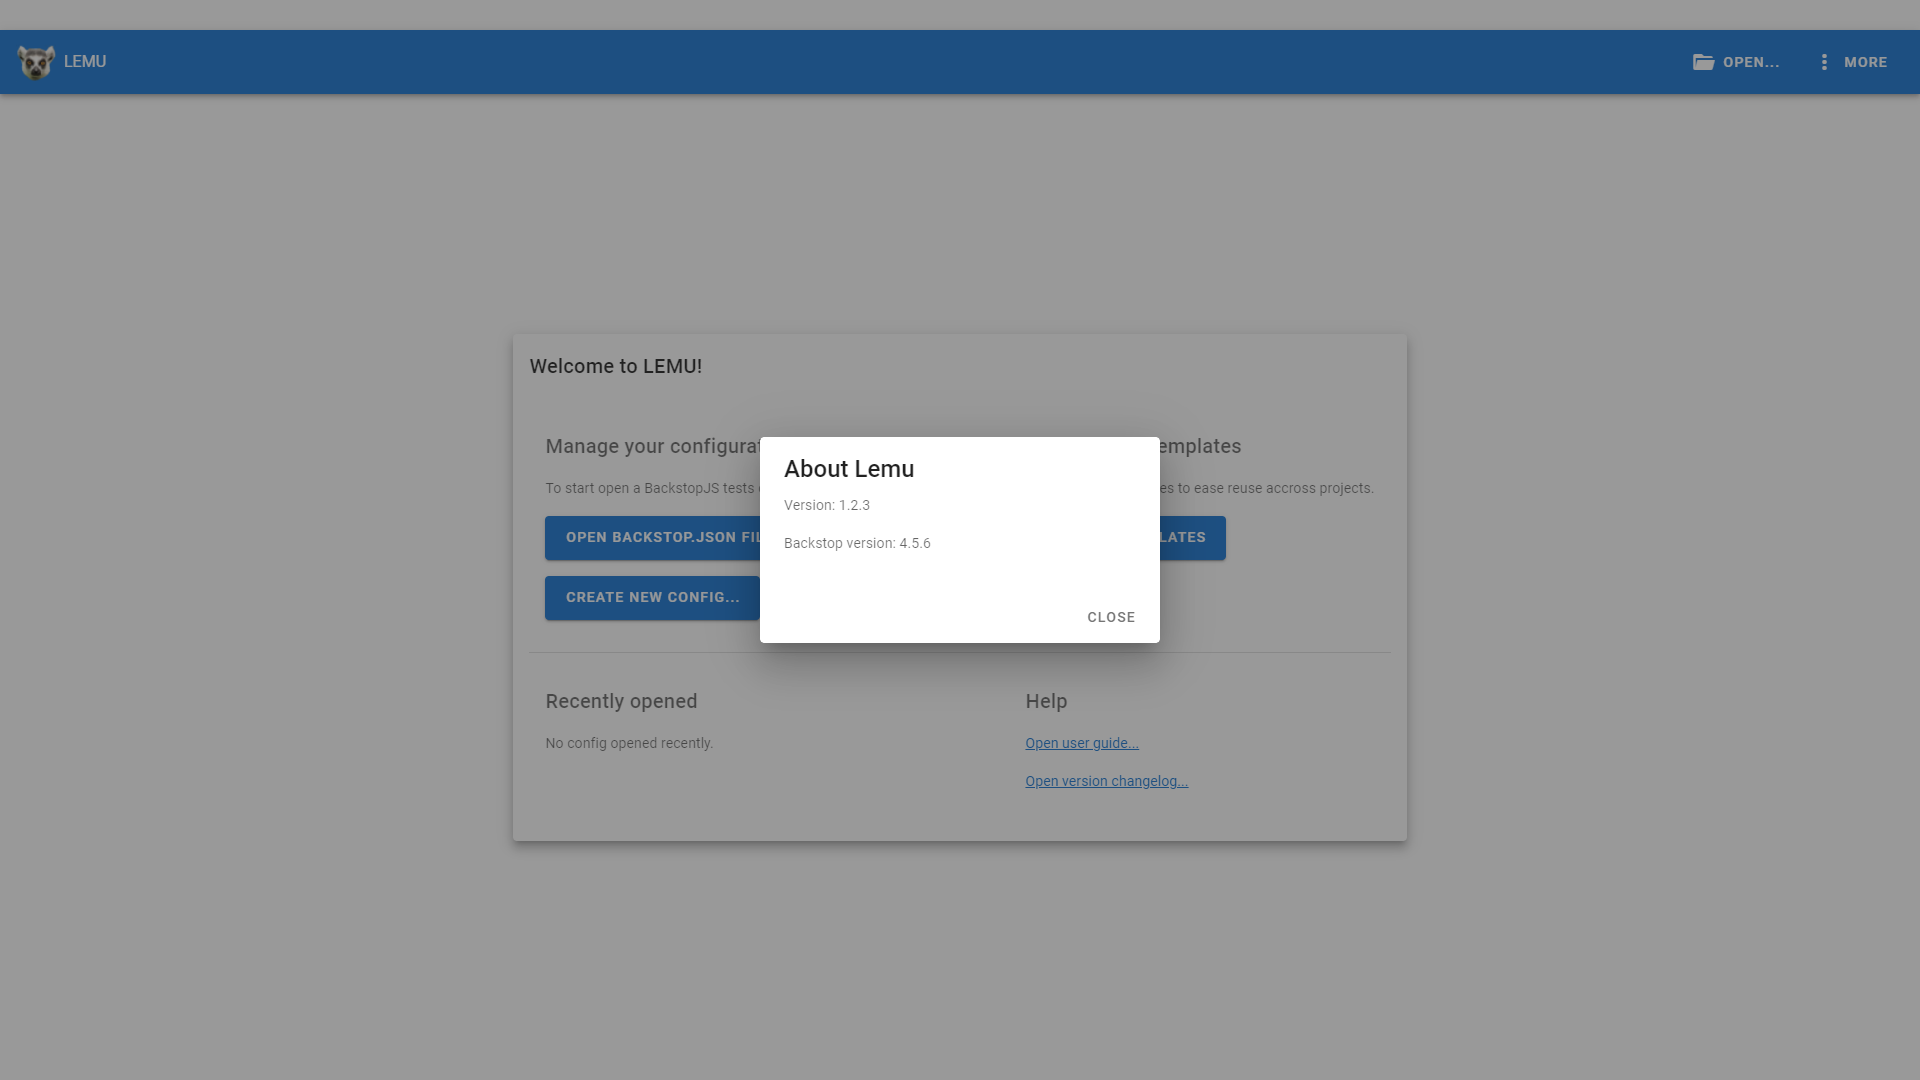 LEMU
OPEN...
MORE
Welcome to LEMU!
Manage your
emplates
To start open a BackstopJS tests
es to ease reuse accross projects.
OPEN BACKSTOP.JSON
LATES
CREATE NEW CONFIG...
About Lemu
Version: 1.2.3
Backstop version: 4.5.6
CLOSE
Recently opened
No config opened recently.
Help
Open user guide...
Open version changelog...